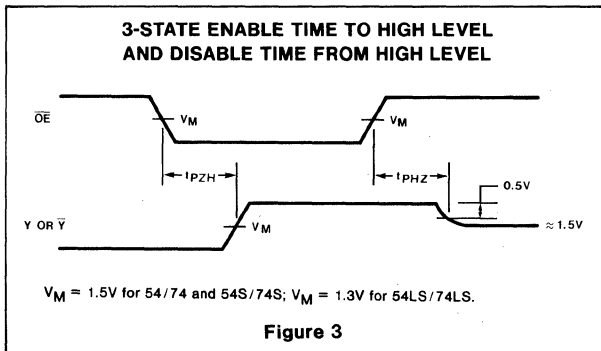 3-STATE ENABLE TIME TO HIGH LEVEL
AND DISABLE TIME FROM HIGH LEVEL
OE
VM
VM
tPZH
tPHZ
0.5V
Y OR Y
VM
≈1.5V
VM = 1.5V for 54/74 and 54S/74S; VM = 1.3V for 54LS/74LS.
Figure 3